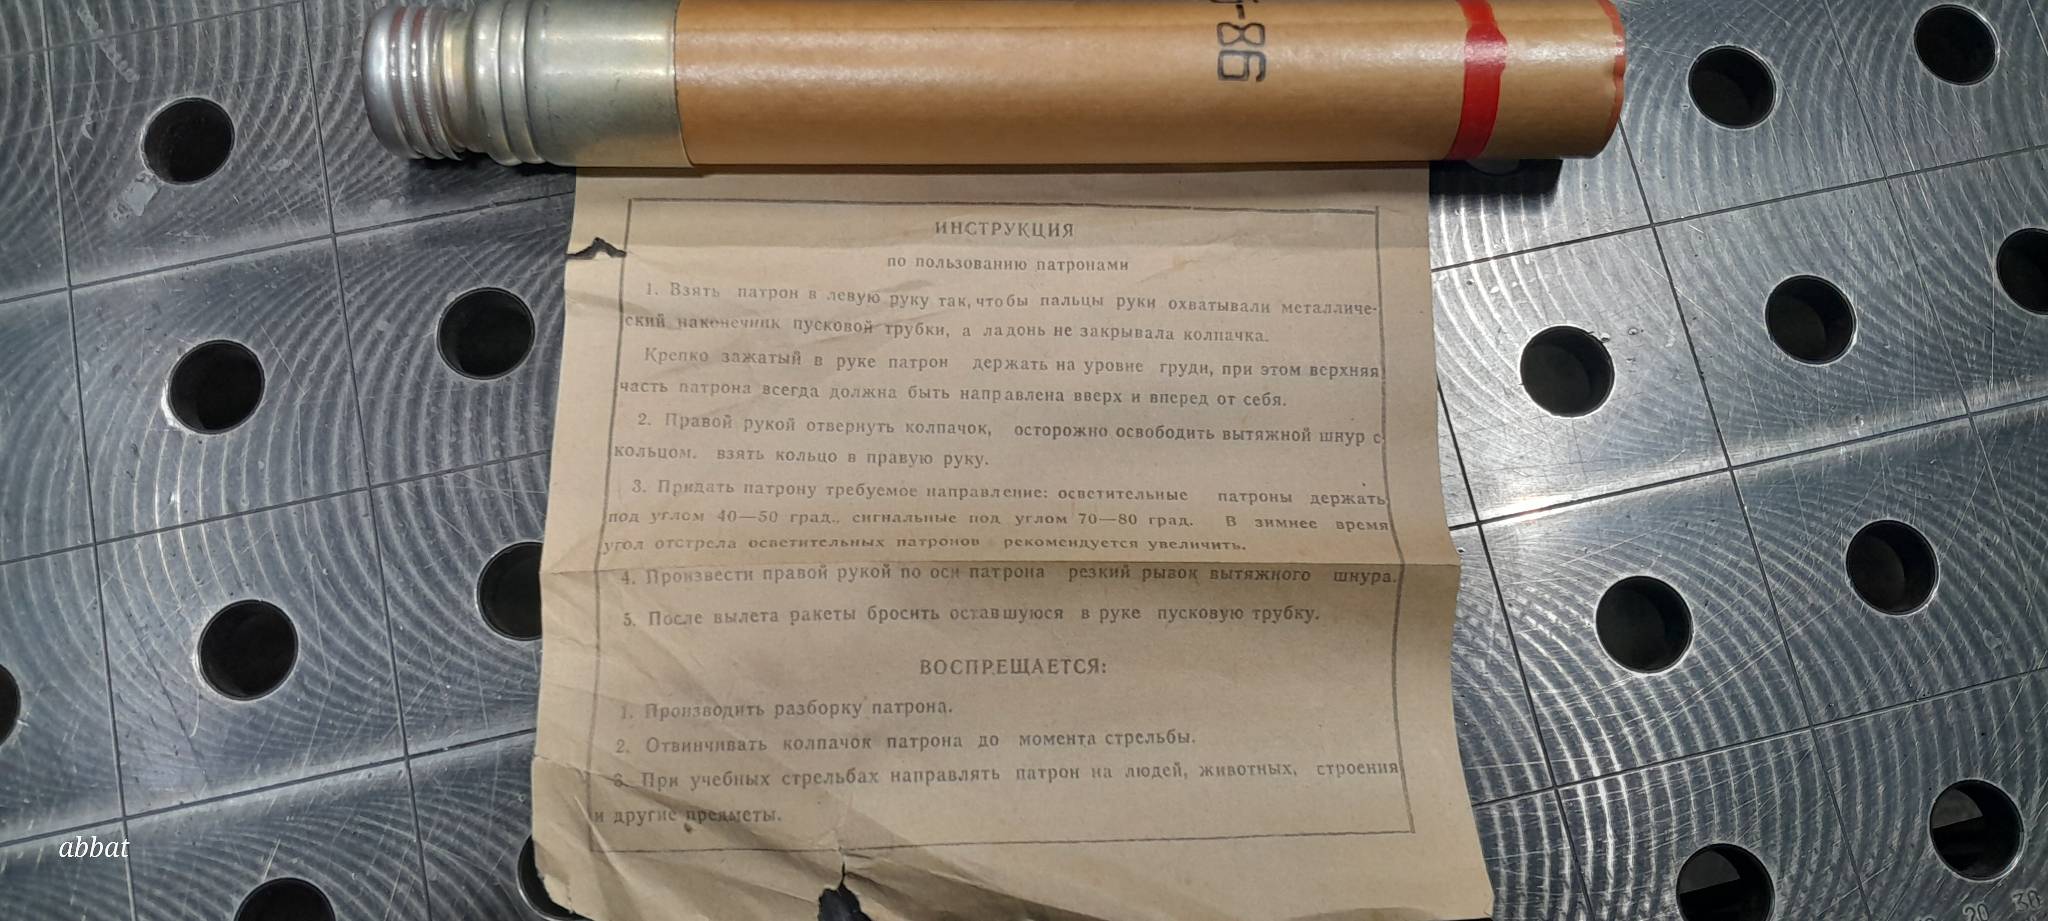 -86
ИНСТРУКЦИЯ
по пользованию патронами
1. Взять патрон в левую руку так, чтобы пальцы руки охватывали металличе-
ский наконечник пусковой трубки, а ладонь не закрывала колпачка.
Крепко зажатый в руке патрон держать на уровне груди, при этом верхняя
часть патрона всегда должна быть направлена вверх и вперед от себя.
2. Правой рукой отвернуть колпачок, осторожно освободить вытяжной шнур с
кольцом. взять кольцо в правую руку.
3. Придать патрону требуемое направление: осветительные патроны держать
под углом 40—50 град., сигнальные под углом 70—80 град. В зимнее время
угол отстрела осветительных патронов рекомендуется увеличить.
4. Произвести правой рукой по оси патрона резкий рывок вытяжного шнура.
5. После вылета ракеты бросить оставшуюся в руке пусковую трубку.
ВОСПРЕЩАЕТСЯ:
1. Производить разборку патрона.
2. Отвинчивать колпачок патрона до момента стрельбы.
3. При учебных стрельбах направлять патрон на людей, животных, строения
и другие предметы.
abbat
20 30